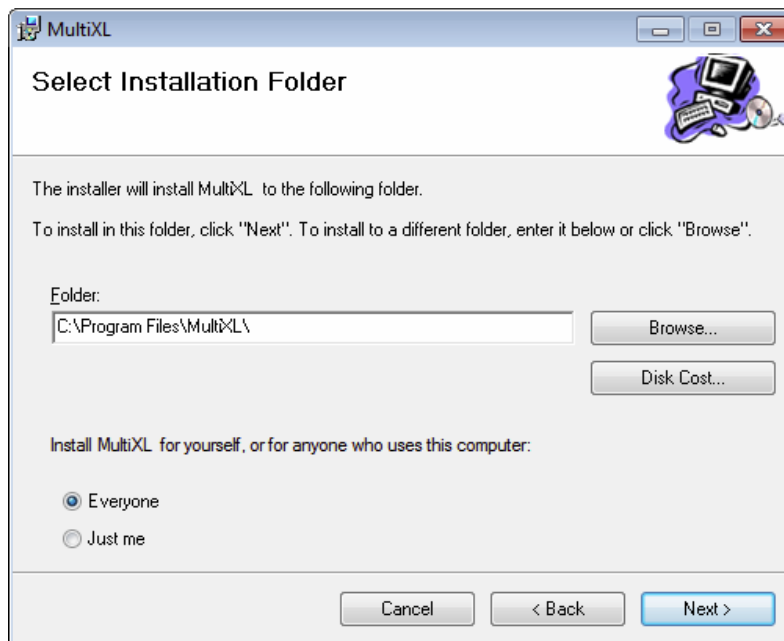 MultiXL
Select Installation Folder
The installer will install MultiXL to the following folder.
To install in this folder, click "Next". To install to a different folder, enter it below or click "Browse".
Folder:
C:\Program Files\MultiXL\
Browse...
Disk Cost...
Install MultiXL for yourself, or for anyone who uses this computer:
Everyone
Just me
Cancel
< Back
Next >